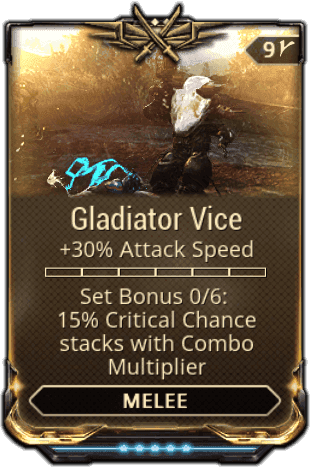 9
Gladiator Vice
+30% Attack Speed
Set Bonus 0/6:
15% Critical Chance
stacks with Combo
Multiplier
MELEE